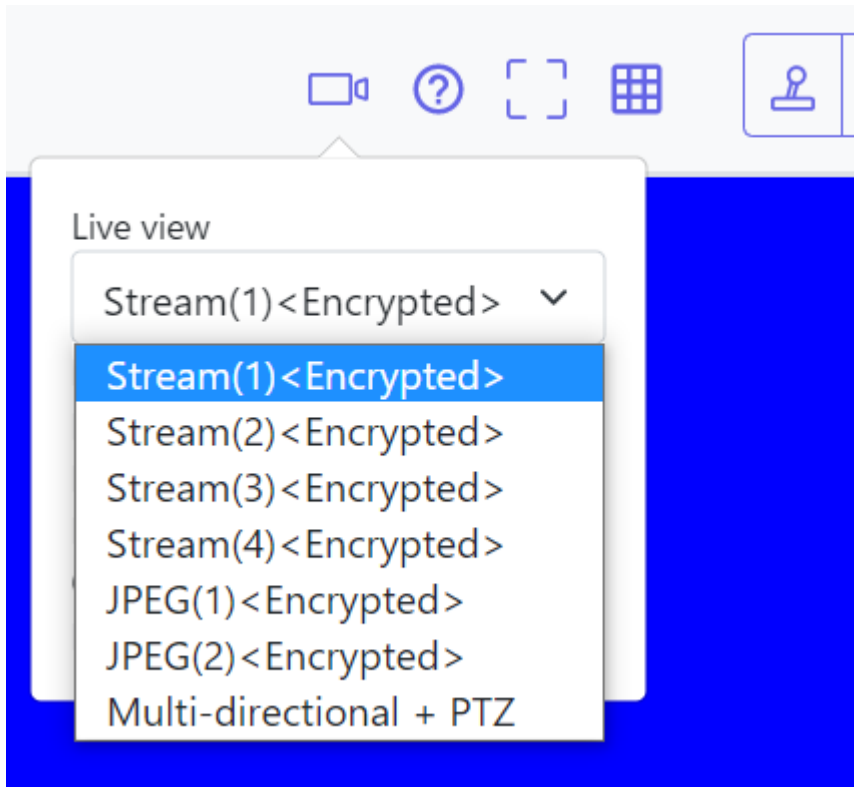 Live view
Stream(1)<Encrypted>
Stream(1)<Encrypted>
Stream(2)<Encrypted>
Stream(3)<Encrypted>
Stream(4)<Encrypted>
JPEG(1)<Encrypted>
JPEG(2)<Encrypted>
Multi-directional + PTZ